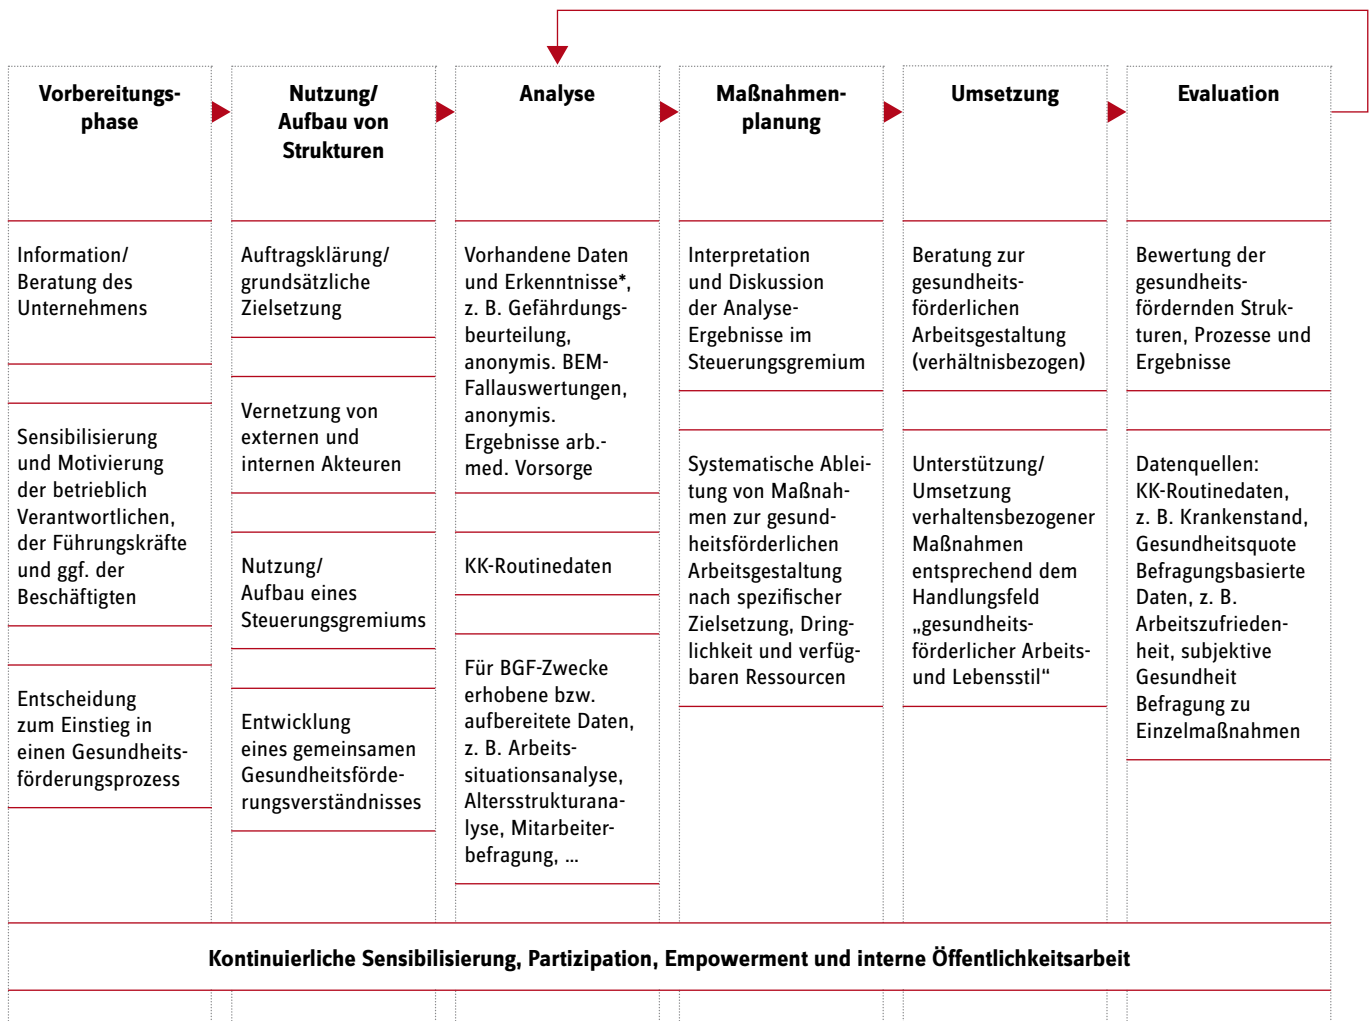 Vorbereitungs-
phase
Nutzung/
Aufbau von
Strukturen
Analyse
Maßnahmen-
planung
Umsetzung
Evaluation
Information/
Beratung des
Unternehmens
Sensibilisierung
und Motivierung
der betrieblich
Verantwortlichen,
der Führungskräfte
und ggf. der
Beschäftigten
Entscheidung
zum Einstieg in
einen Gesundheits-
förderungsprozess
Auftragsklärung/
grundsätzliche
Zielsetzung
Vernetzung von
externen und
internen Akteuren
Nutzung/
Aufbau eines
Steuerungsgremiums
Entwicklung
eines gemeinsamen
Gesundheitsförde-
rungsverständnisses
Vorhandene Daten
und Erkenntnisse*,
z. B. Gefährdungs-
beurteilung,
anonymis. BEM-
Fallauswertungen,
anonymis.
Ergebnisse arb.-
med. Vorsorge
KK-Routinedaten
Für BGF-Zwecke
erhobene bzw.
aufbereitete Daten,
z. B. Arbeits-
situationsanalyse,
Altersstrukturana-
lyse, Mitarbeiter-
befragung, ...
Interpretation
und Diskussion
der Analyse-
Ergebnisse im
Steuerungsgremium
Systematische Ablei-
tung von Maßnah-
men zur gesund-
heitsförderlichen
Arbeitsgestaltung
nach spezifischer
Zielsetzung, Dring-
lichkeit und verfüg-
baren Ressourcen
Beratung zur
gesundheits-
förderlichen
Arbeitsgestaltung
(verhältnisbezogen)
Unterstützung/
Umsetzung
verhaltensbezogener
Maßnahmen
entsprechend dem
Handlungsfeld
„gesundheits-
förderlicher Arbeits-
und Lebensstil“
Bewertung der
gesundheits-
fördernden Struk-
turen, Prozesse und
Ergebnisse
Datenquellen:
KK-Routinedaten,
z. B. Krankenstand,
Gesundheitsquote
Befragungsbasierte
Daten, z. B.
Arbeitszufrieden-
heit, subjektive
Gesundheit
Befragung zu
Einzelmaßnahmen
Kontinuierliche Sensibilisierung, Partizipation, Empowerment und interne Öffentlichkeitsarbeit